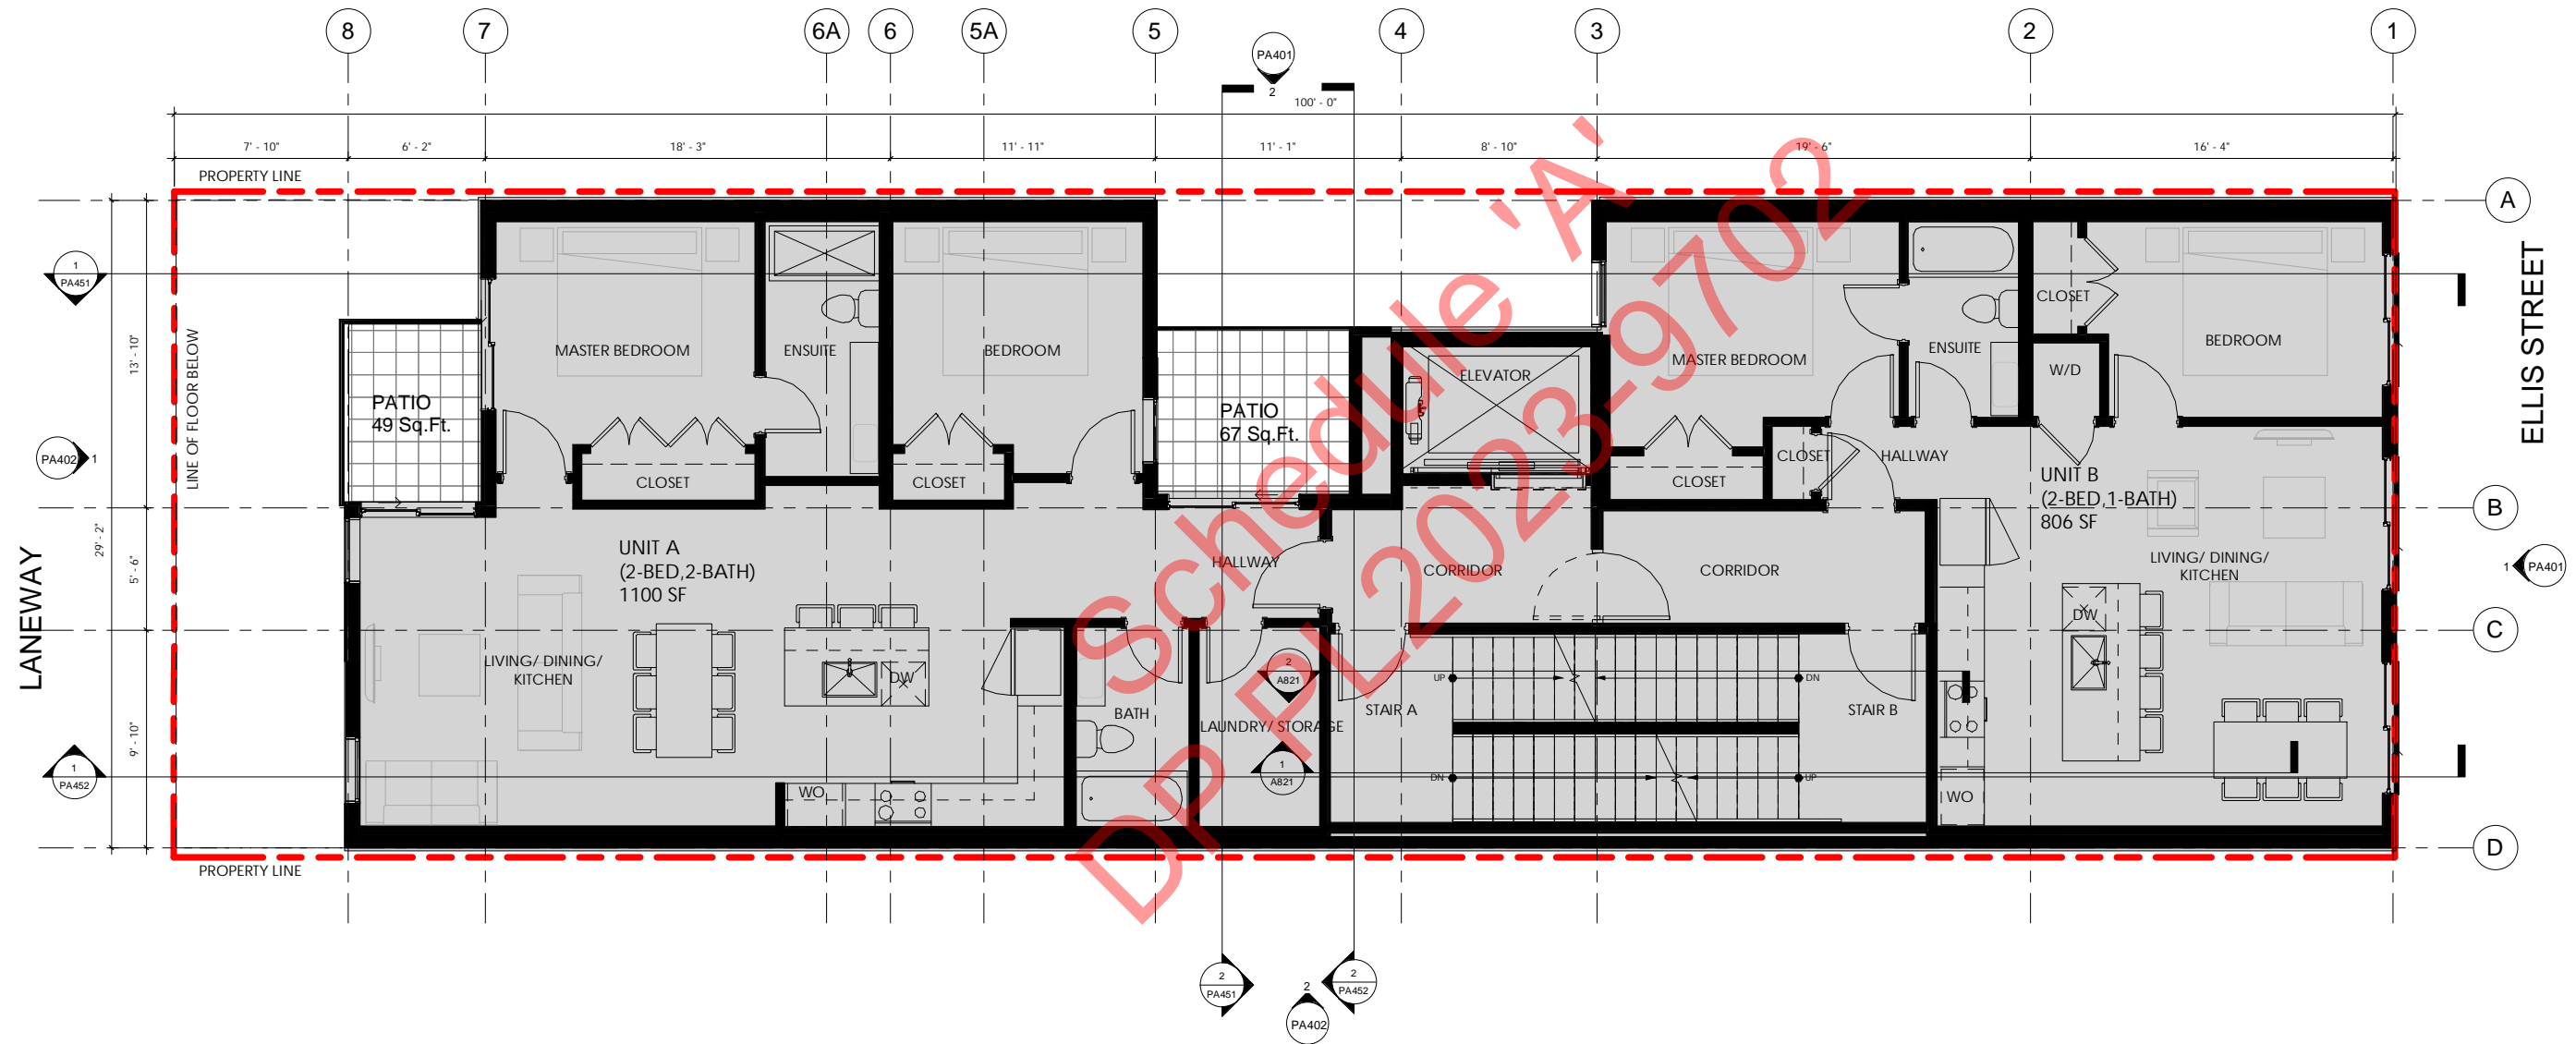 8
7
6A
6
5A
5
4
3
2
1
PA401
2
100' - 0"
7' - 10"
6' - 2"
18' - 3"
11' - 11"
11' - 1"
8' - 10"
19' - 6"
16' - 4"
PROPERTY LINE
A
1
PA451
LINE OF FLOOR BELOW
13' - 10"
29' - 2"
5' - 6"
9' - 10"
LANEWAY
ELLIS STREET
PA402
1
PATIO
49 Sq.Ft.
MASTER BEDROOM
ENSUITE
BEDROOM
CLOSET
CLOSET
PATIO
67 Sq.Ft.
ELEVATOR
MASTER BEDROOM
ENSUITE
CLOSET
BEDROOM
W/D
CLOSET
CLOSET
HALLWAY
UNIT B
(2-BED,1-BATH)
806 SF
B
UNIT A
(2-BED,2-BATH)
1100 SF
HALLWAY
CORRIDOR
CORRIDOR
LIVING/ DINING/
KITCHEN
1
PA401
DW
C
LIVING/ DINING/
KITCHEN
DW
2
A821
UP
DN
BATH
STAIR A
STAIR B
LAUNDRY/ STORAGE
1
A821
DN
UP
1
PA452
WO
WO
D
PROPERTY LINE
2
PA451
2
PA452
2
PA402
Schedule 'A'
DP PL2023-9702